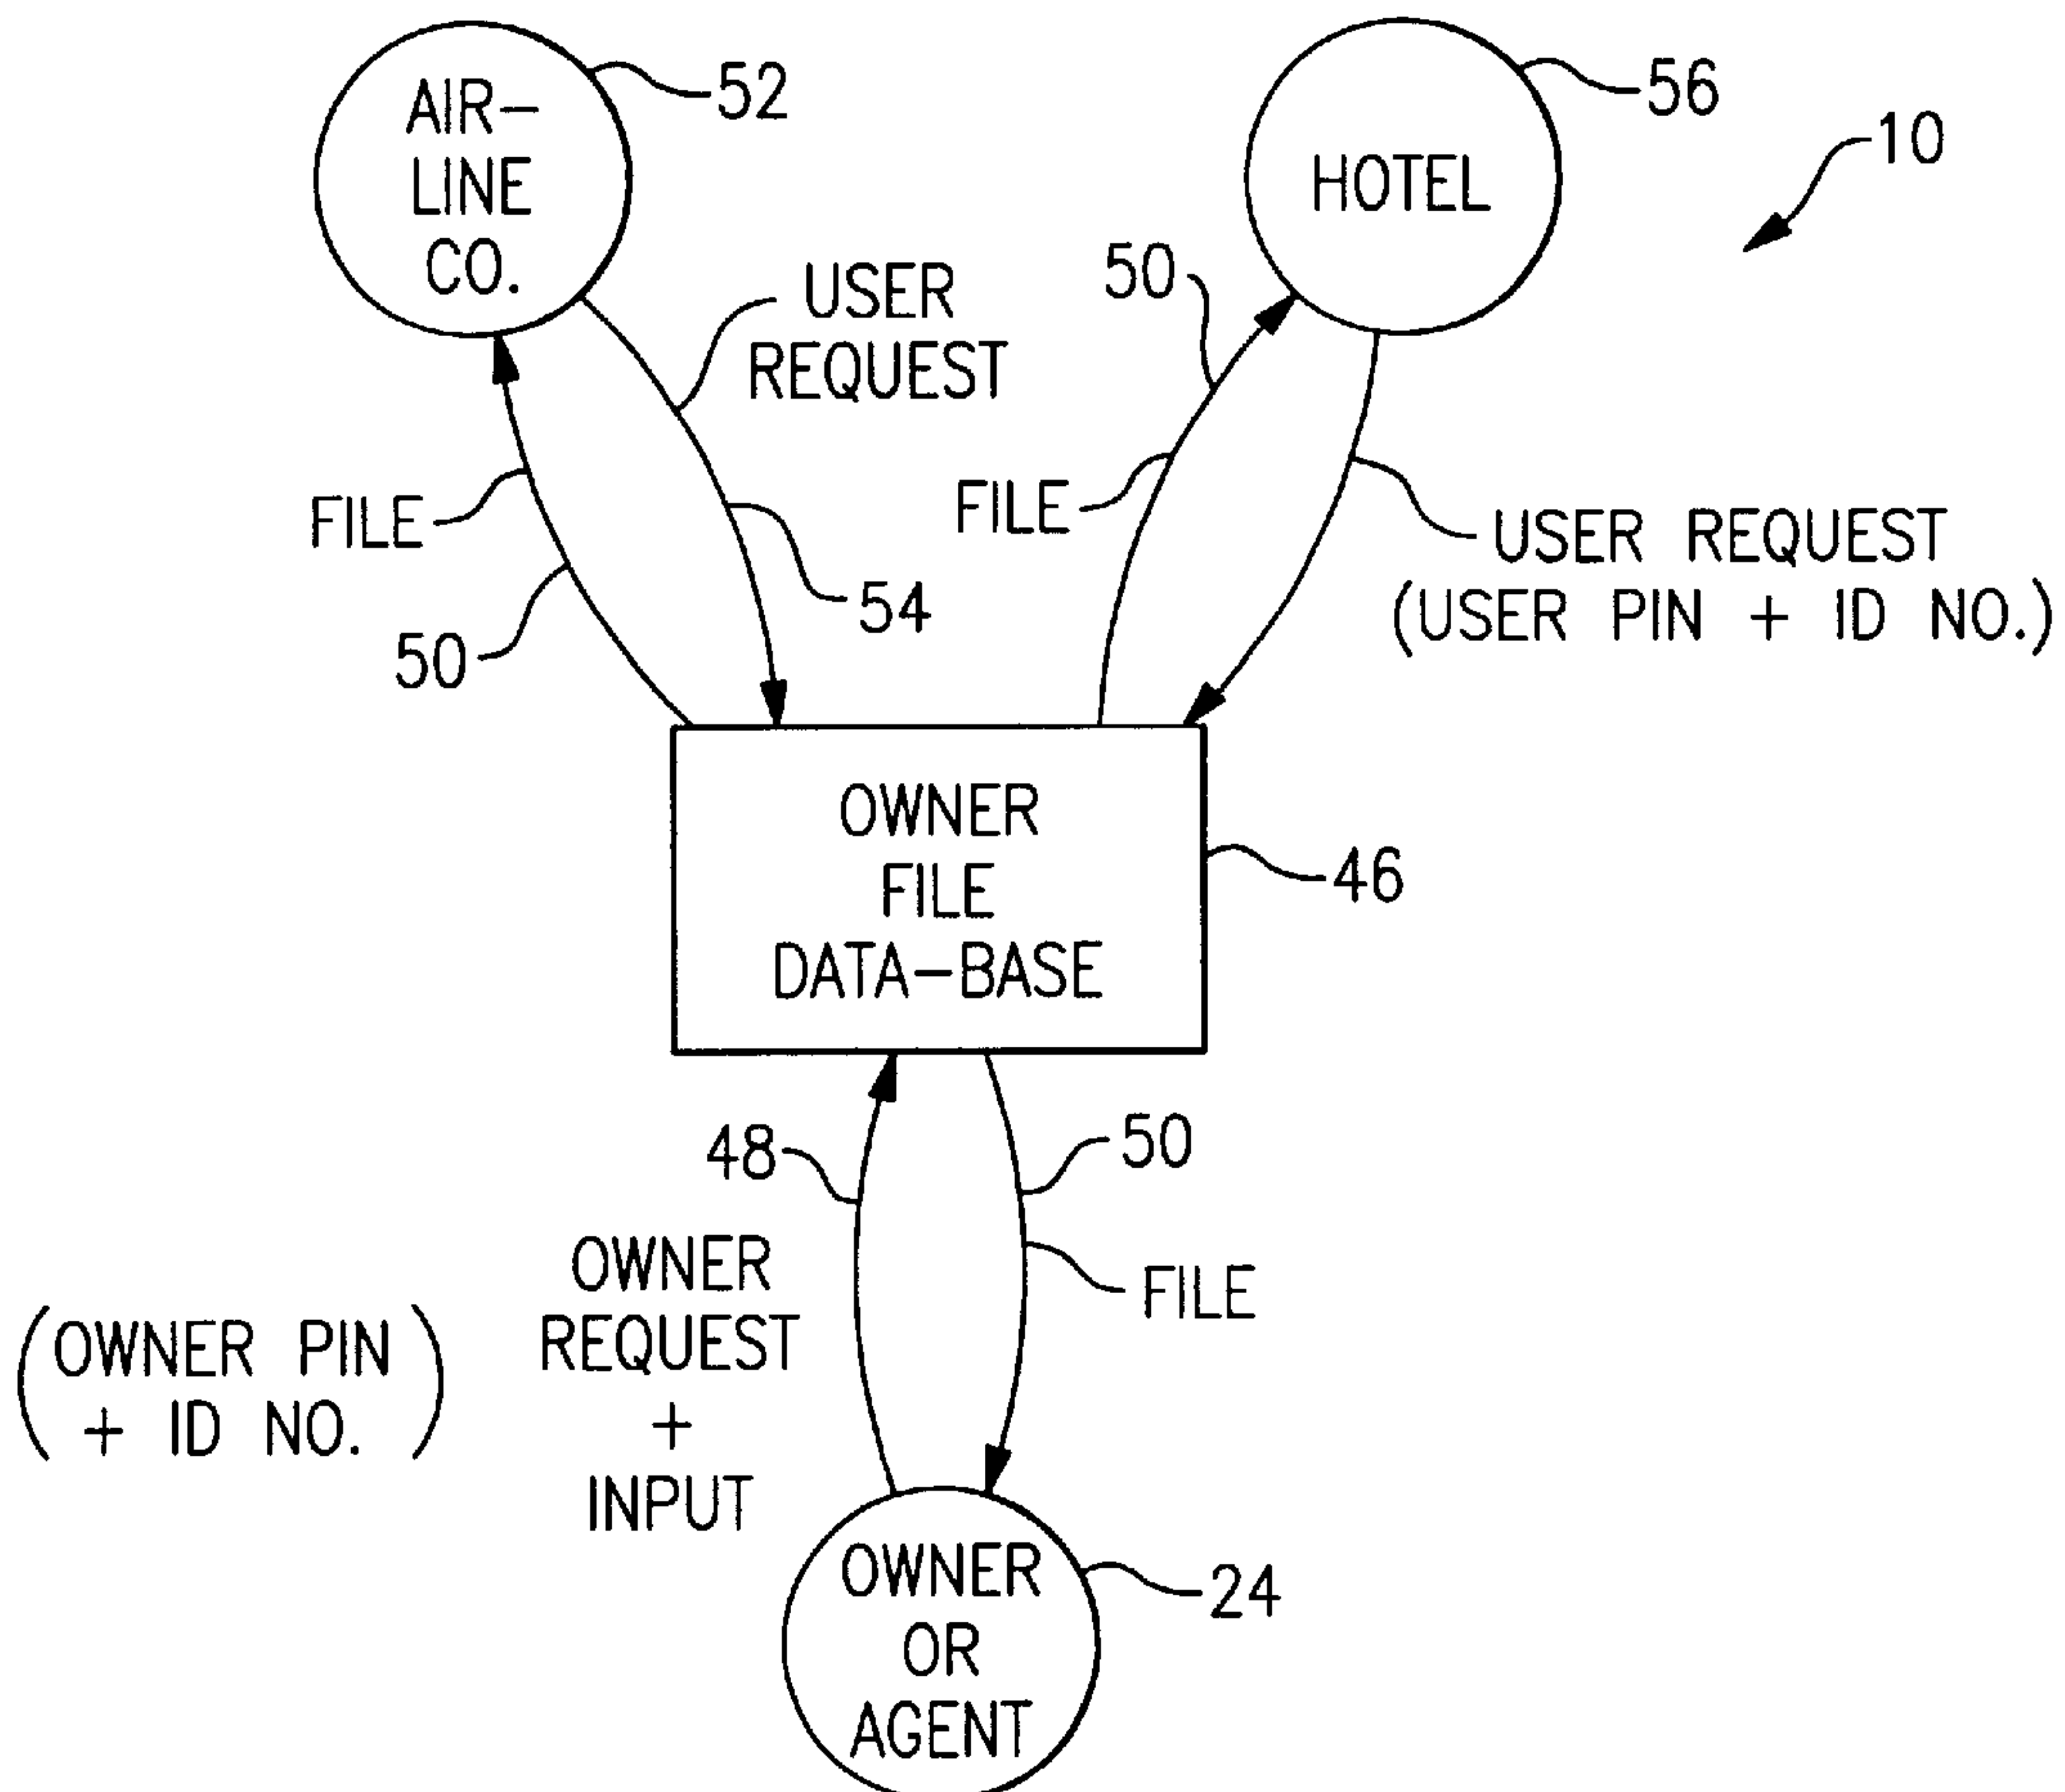 AIR-
LINE
CO.
52
HOTEL
56
10
USER
REQUEST
50
FILE
50
54
FILE
USER REQUEST
(USER PIN + ID NO.)
OWNER
FILE
DATA-BASE
46
48
50
FILE
OWNER
REQUEST
+
INPUT
(OWNER PIN
+ ID NO.)
OWNER
OR
AGENT
24